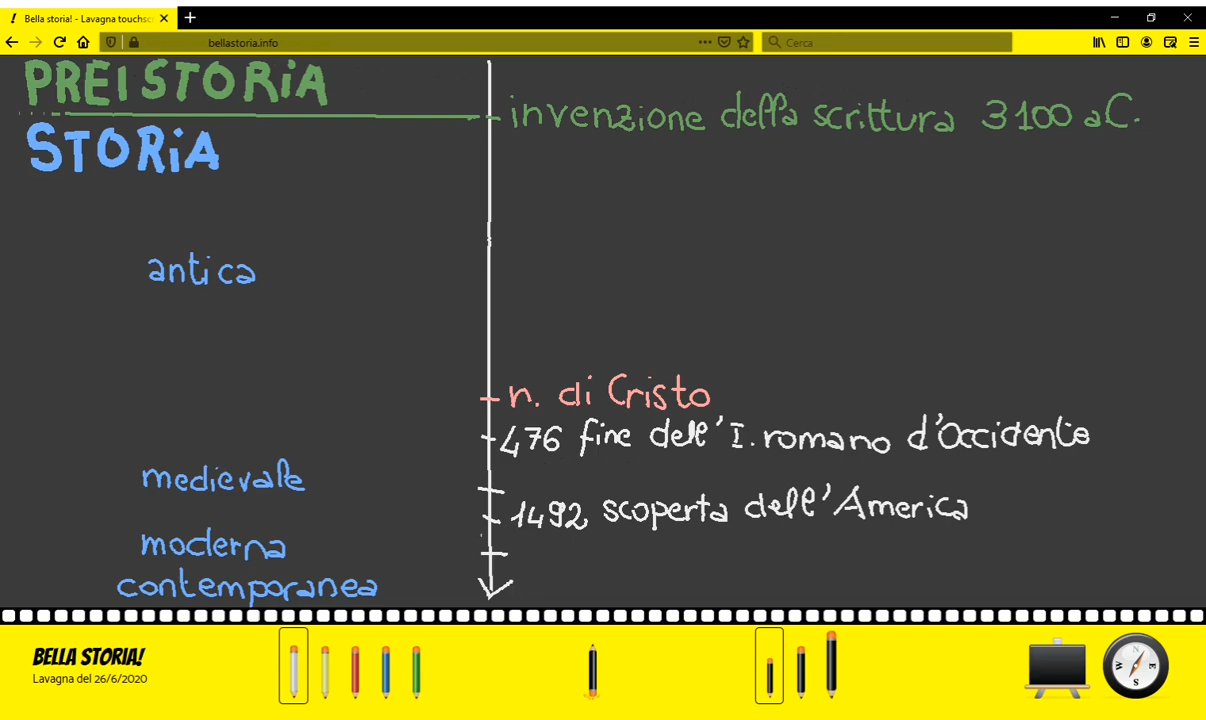 Bella storia! - Lavagna touchsc
bellastoria.info
Cerca
PREISTORiA
invenzione della scrittura 3100 aC.
STORiA
antica
n. di Cristo
476 fine dell'I. romano d'Occidente
medievale
1492 scoperta dell'America
moderna
contemporanea
BELLA STORIA!
Lavagna del 26/6/2020
N
W
E
S